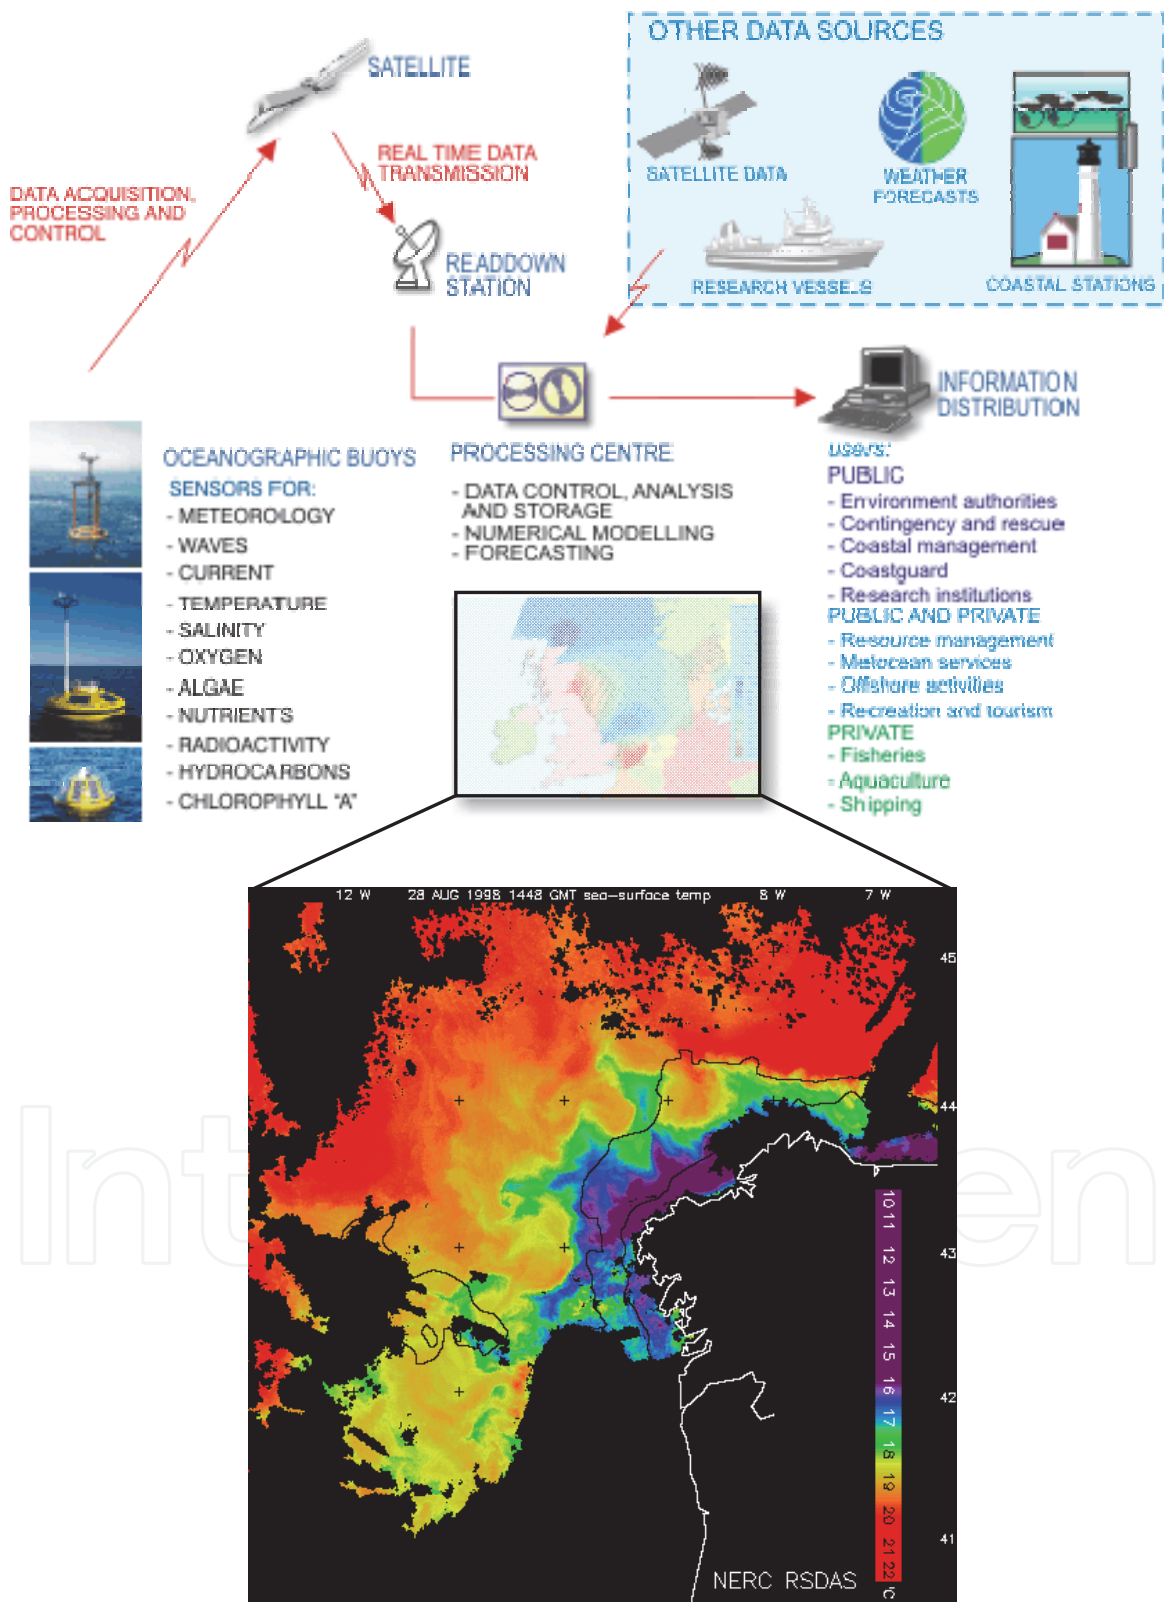 OTHER DATA SOURCES
SATELLITE
REAL TIME DATA
TRANSMISSION
SATELLITE DATA
WEATHER
FORECASTS
DATA ACQUISITION,
PROCESSING AND
CONTROL
READDOWN
STATION
RESEARCH VESSELS
COASTAL STATIONS
INFORMATION
DISTRIBUTION
OCEANOGRAPHIC BUOYS
SENSORS FOR:
- METEOROLOGY
- WAVES
- CURRENT
- TEMPERATURE
- SALINITY
- OXYGEN
- ALGAE
- NUTRIENTS
- RADIOACTIVITY
- HYDROCARBONS
- CHLOROPHYLL "A"
PROCESSING CENTRE
- DATA CONTROL, ANALYSIS
AND STORAGE
- NUMERICAL MODELLING
- FORECASTING
users:
PUBLIC
- Environment authorities
- Contingency and rescue
- Coastal management
- Coastguard
- Research institutions
PUBLIC AND PRIVATE
- Resource management
- Metocean services
- Offshore activities
- Recreation and tourism
PRIVATE
- Fisheries
- Aquaculture
- Shipping
12 W 28 AUG 1998 1448 GMT sea-surface temp 8 W 7 W
45
44
43
42
41
10 11 12 13 14 15 16 17 18 19 20 21 22 °C
NERC RSDAS